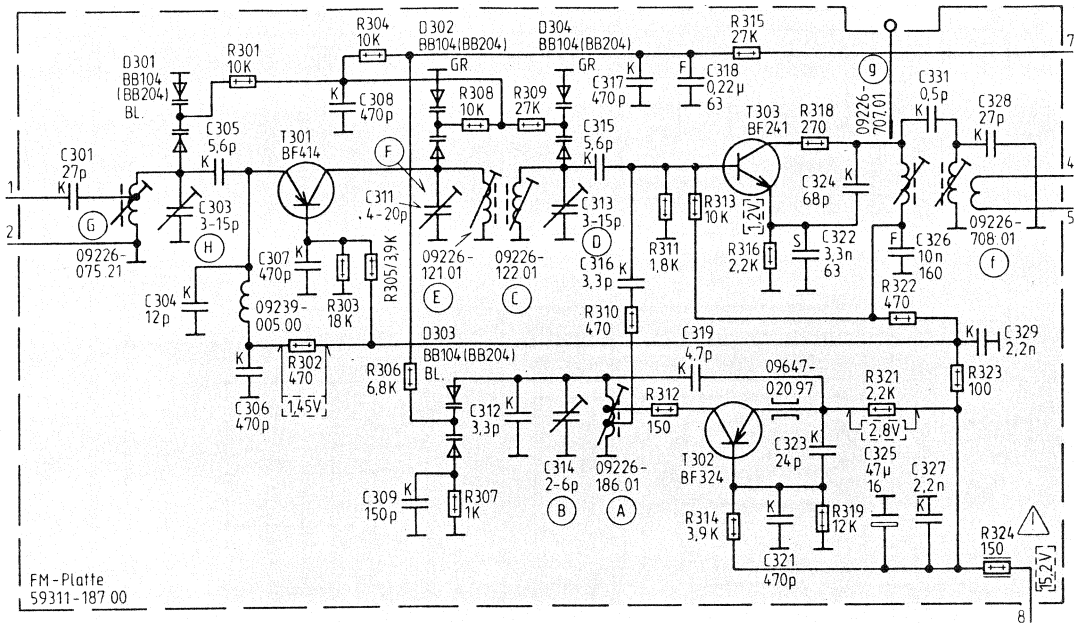 R304
10K
D302
BB104(BB204)
GR
D304
BB104(BB204)
GR
R315
27K
7
D301
BB104
(BB204)
BL.
R301
10K
K
C308
470p
R308
10K
R309
27K
K
C317
470p
F
C318
0,22µ
63
g
09226-
707.01
C331
0,5p
K
C328
27p
K
C305
5,6p
K
T301
BF414
F
C315
5,6p
K
T303
BF241
R318
270
C301
27p
K
1
2
G
C303
3-15p
H
C311
.4-20p
C313
3-15p
D
R313
10K
1,2V
C324
68p
K
4
5
09226-
075 21
C307
470p
K
R303
18K
R305/3,9K
09226-
121 01
E
09226-
122 01
C
C316
3,3p
K
R311
1,8K
R316
2,2K
S
C322
3,3n
63
F
C326
10n
160
09226-
708.01
f
C304
12p
K
09239-
005 00
R310
470
R322
470
R302
470
1,45V
K
C306
470p
R306
6,8K
D303
BB104(BB204)
BL.
C319
4,7p
K
09647-
020.97
R321
2,2K
2,8V
K
C329
2,2n
R323
100
C312
3,3p
K
C314
2-6p
B
09226-
186.01
A
R312
150
T302
BF324
C323
24p
K
C325
47µ
16
C327
2,2n
K
C309
150p
K
R307
1K
R314
3,9K
K
C321
470p
R319
12K
R324
150
15,2V
8
FM-Platte
59311-187 00